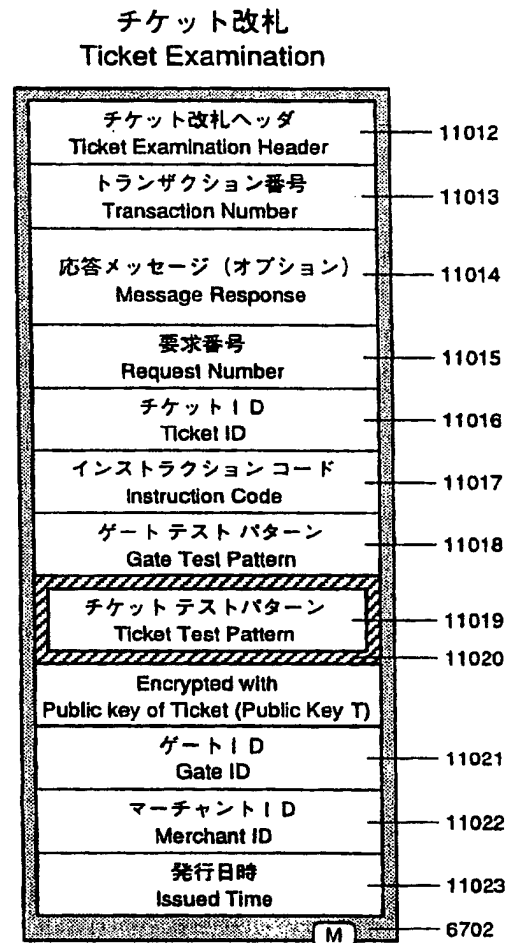 チケット改札
Ticket Examination
チケット改札ヘッダ
Ticket Examination Header
11012
トランザクション番号
Transaction Number
11013
応答メッセージ（オプション）
Message Response
11014
要求番号
Request Number
11015
チケットＩＤ
Ticket ID
11016
インストラクション コード
Instruction Code
11017
ゲート テスト パターン
Gate Test Pattern
11018
チケット テストパターン
Ticket Test Pattern
11019
11020
Encrypted with
Public key of Ticket (Public Key T)
ゲートＩＤ
Gate ID
11021
マーチャントＩＤ
Merchant ID
11022
発行日時
Issued Time
11023
M
6702